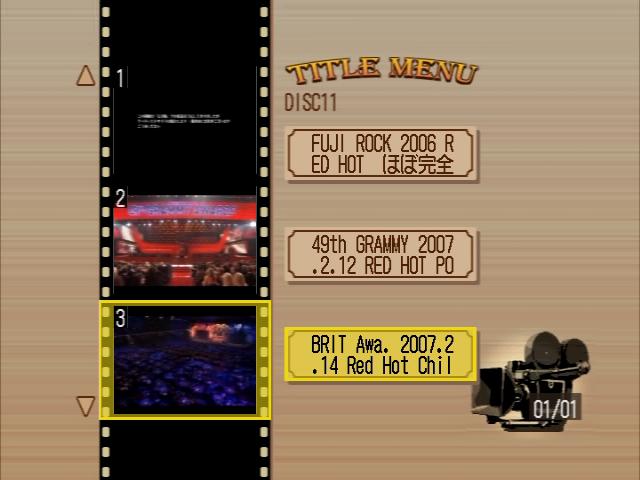 TITLE MENU
DISC11
1
FUJI ROCK 2006 R
ED HOT ほぼ完全
2
49th GRAMMY 2007
.2.12 RED HOT PO
3
BRIT Awa. 2007.2
.14 Red Hot Chil
01/01